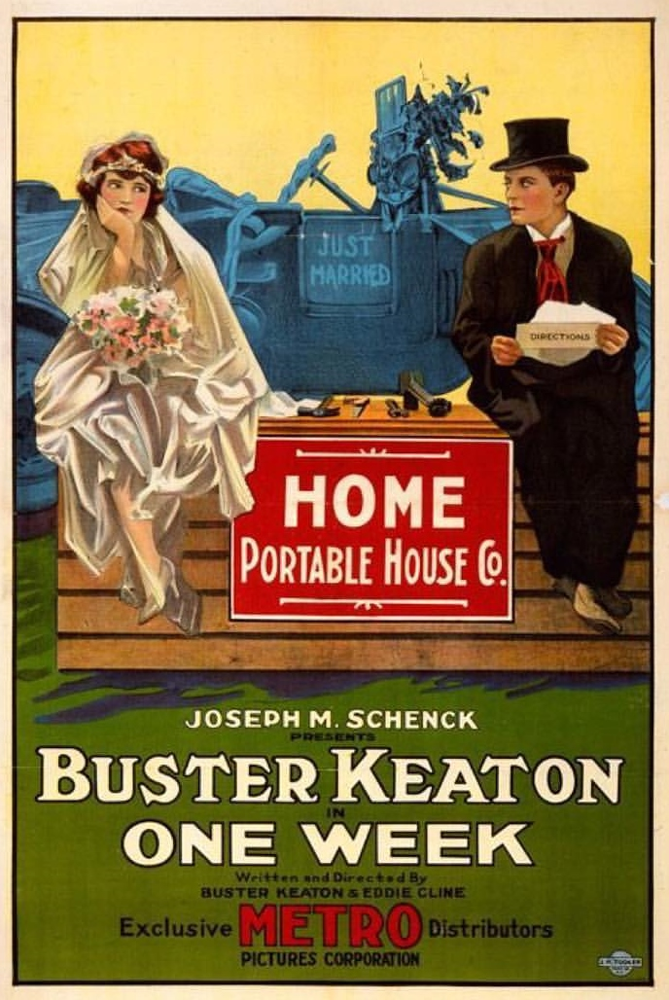 JUST
MARRIED
DIRECTIONS
HOME
PORTABLE HOUSE CO.
JOSEPH M. SCHENCK
PRESENTS
BUSTER KEATON
IN
ONE WEEK
Written and Directed By
BUSTER KEATON & EDDIE CLINE
Exclusive METRO Distributors
PICTURES CORPORATION